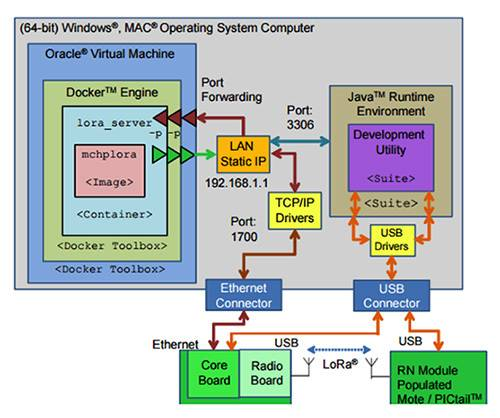 (64-bit) Windows®, MAC® Operating System Computer
Oracle® Virtual Machine
Docker™ Engine
lora_server
-p -p
mchplora
<Image>
<Container>
<Docker Toolbox>
<Docker Toolbox>
Port
Forwarding
LAN
Static IP
192.168.1.1
Port:
3306
TCP/IP
Drivers
Port:
1700
Java™ Runtime
Environment
Development
Utility
<Suite>
<Suite>
USB
Drivers
Ethernet
Connector
USB
Connector
Ethernet
USB
USB
Core
Board
Radio
Board
LoRa®
RN Module
Populated
Mote / PICtail™